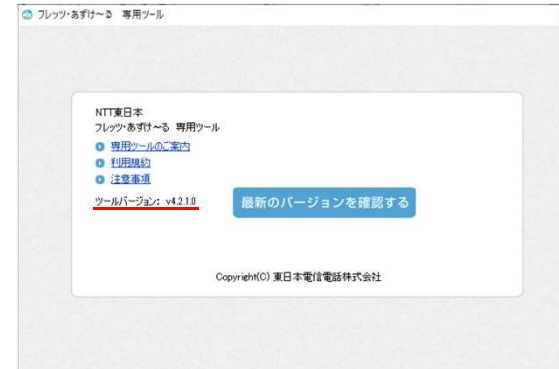 フレッツ・あずけ～る 専用ツール
NTT東日本
フレッツ・あずけ～る 専用ツール
専用ツールのご案内
利用規約
注意事項
ツールバージョン: v4.2.1.0
最新のバージョンを確認する
Copyright(C) 東日本電信電話株式会社